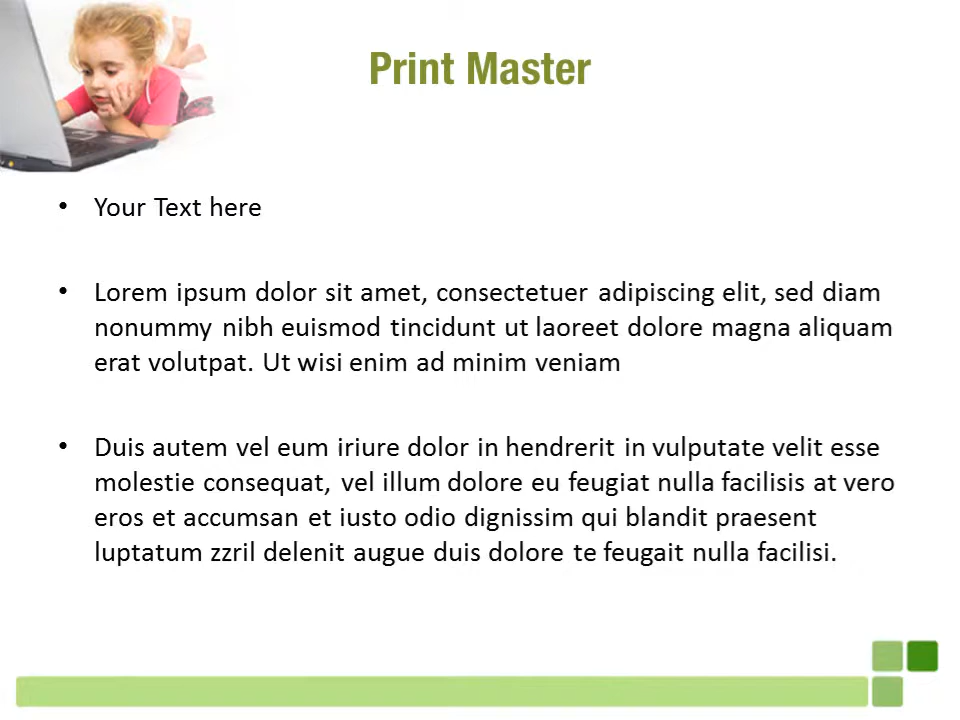 Print Master
• Your Text here
• Lorem ipsum dolor sit amet, consectetuer adipiscing elit, sed diam
nonummy nibh euismod tincidunt ut laoreet dolore magna aliquam
erat volutpat. Ut wisi enim ad minim veniam
• Duis autem vel eum iriure dolor in hendrerit in vulputate velit esse
molestie consequat, vel illum dolore eu feugiat nulla facilisis at vero
eros et accumsan et iusto odio dignissim qui blandit praesent
luptatum zzril delenit augue duis dolore te feugait nulla facilisi.